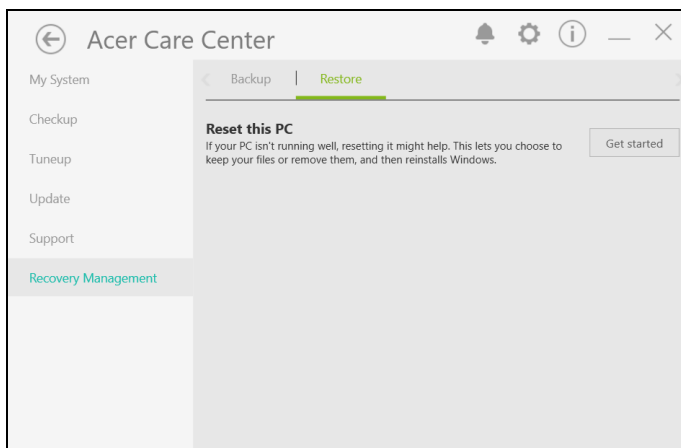 Acer Care Center
My System
Checkup
Tuneup
Update
Support
Recovery Management
Backup
Restore
Reset this PC
If your PC isn't running well, resetting it might help. This lets you choose to
keep your files or remove them, and then reinstalls Windows.
Get started